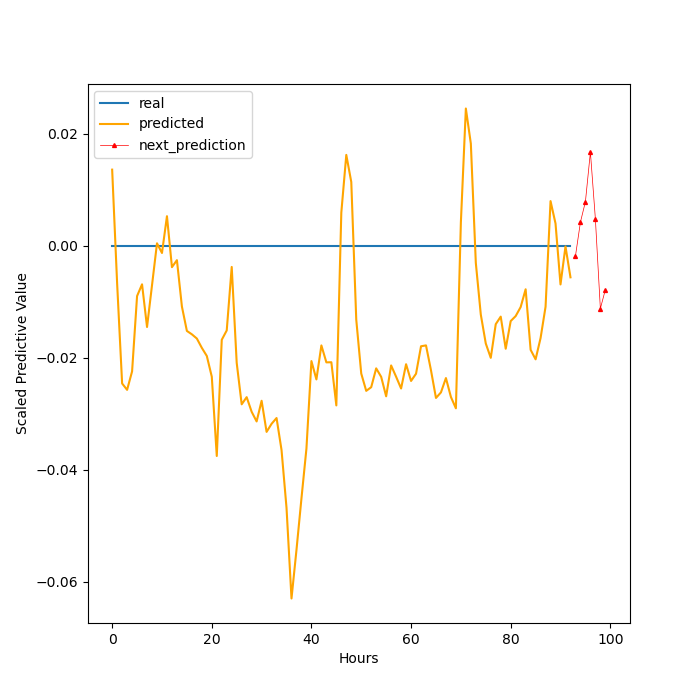 real
predicted
next_prediction
0.02
0.00
−0.02
−0.04
−0.06
Scaled Predictive Value
0 20 40 60 80 100
Hours